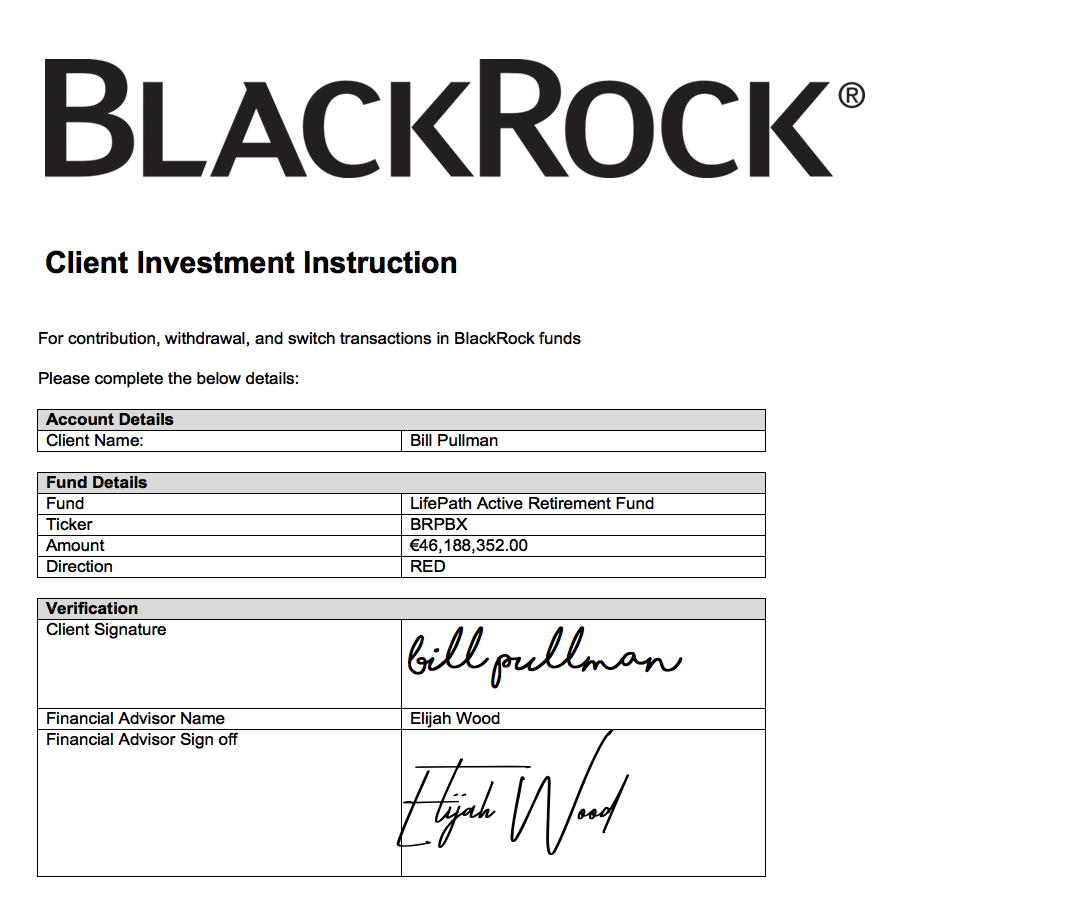 BLACKROCK®
Client Investment Instruction
For contribution, withdrawal, and switch transactions in BlackRock funds
Please complete the below details:
Account Details
Client Name: Bill Pullman
Fund Details
Fund LifePath Active Retirement Fund
Ticker BRPBX
Amount €46,188,352.00
Direction RED
Verification
Client Signature bill pullman
Financial Advisor Name Elijah Wood
Financial Advisor Sign off Elijah Wood